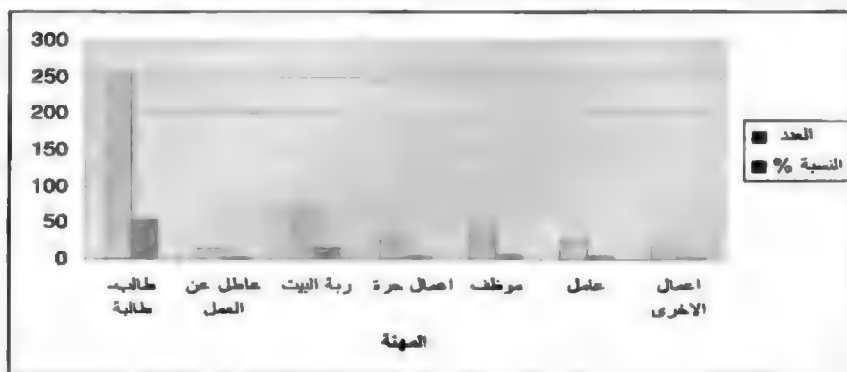 300
250
200
150
100
50
0
العدد
النسبة %
طالب- عاطل عن ربة البيت اعمال حرة موظف عامل اعمال
طالبة العمل الاخرى
المهنة